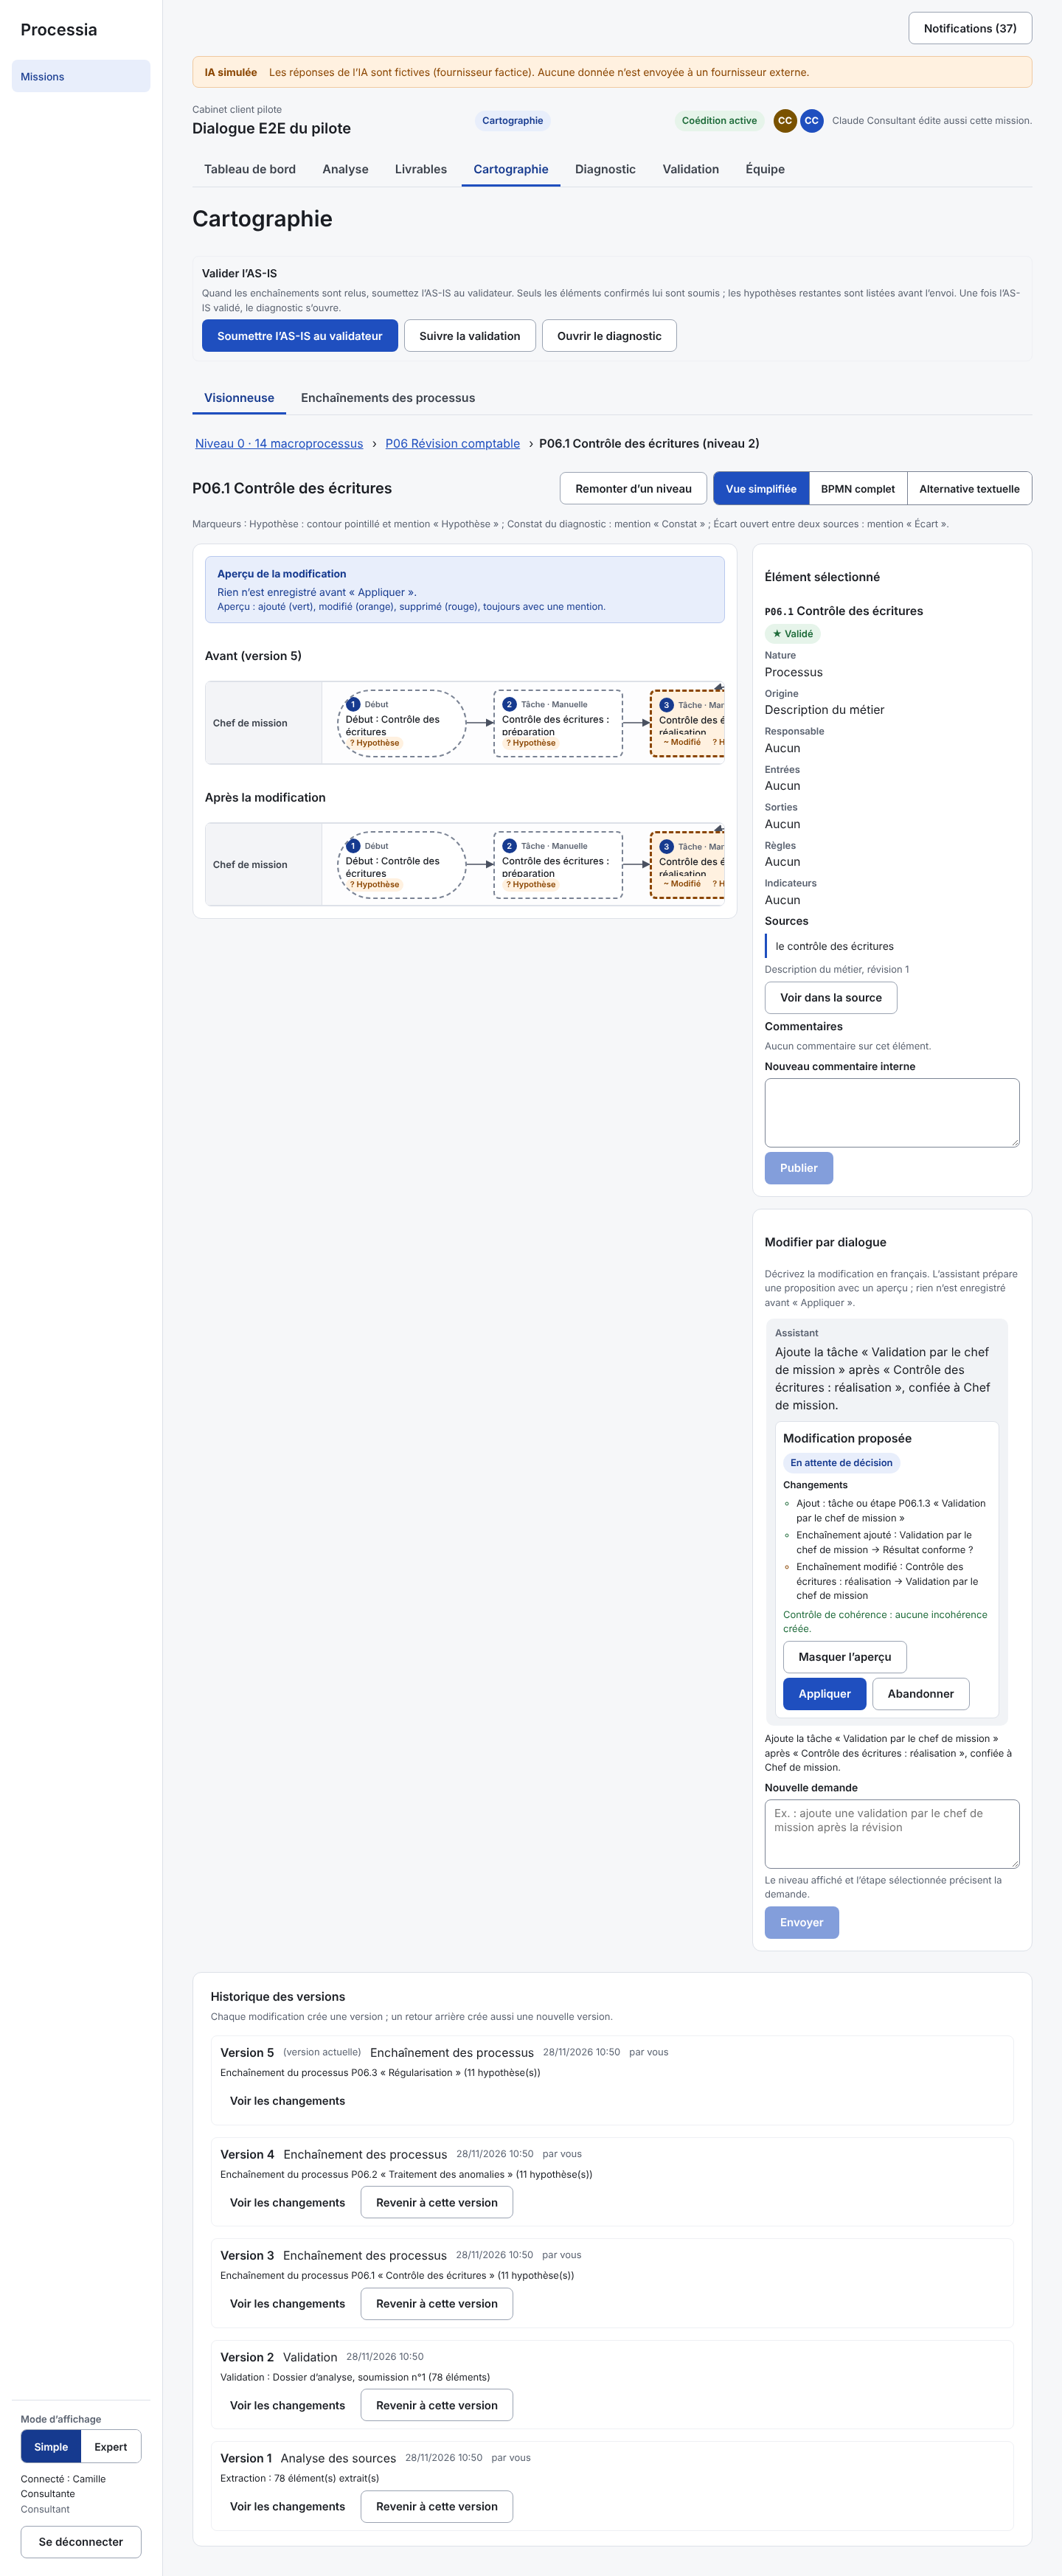 Processia
Missions
Notifications (37)
IA simulée Les réponses de l’IA sont fictives (fournisseur factice). Aucune donnée n’est envoyée à un fournisseur externe.
Cabinet client pilote
Dialogue E2E du pilote
Cartographie
Coédition active
CC
CC
Claude Consultant édite aussi cette mission.
Tableau de bord
Analyse
Livrables
Cartographie
Diagnostic
Validation
Équipe
Cartographie
Valider l’AS-IS
Quand les enchaînements sont relus, soumettez l’AS-IS au validateur. Seuls les éléments confirmés lui sont soumis ; les hypothèses restantes sont listées avant l’envoi. Une fois l’AS-
IS validé, le diagnostic s’ouvre.
Soumettre l’AS-IS au validateur
Suivre la validation
Ouvrir le diagnostic
Visionneuse
Enchaînements des processus
Niveau 0 · 14 macroprocessus › P06 Révision comptable › P06.1 Contrôle des écritures (niveau 2)
P06.1 Contrôle des écritures
Remonter d’un niveau
Vue simplifiée
BPMN complet
Alternative textuelle
Marqueurs : Hypothèse : contour pointillé et mention « Hypothèse » ; Constat du diagnostic : mention « Constat » ; Écart ouvert entre deux sources : mention « Écart ».
Aperçu de la modification
Rien n’est enregistré avant « Appliquer ».
Aperçu : ajouté (vert), modifié (orange), supprimé (rouge), toujours avec une mention.
Avant (version 5)
Chef de mission
1 Début
Début : Contrôle des
écritures
? Hypothèse
2 Tâche · Manuelle
Contrôle des écritures :
préparation
? Hypothèse
3 Tâche · Mar
Contrôle des é
réalisation
~ Modifié ? H
Après la modification
Chef de mission
1 Début
Début : Contrôle des
écritures
? Hypothèse
2 Tâche · Manuelle
Contrôle des écritures :
préparation
? Hypothèse
3 Tâche · Mar
Contrôle des é
réalisation
~ Modifié ? H
Élément sélectionné
P06.1 Contrôle des écritures
★ Validé
Nature
Processus
Origine
Description du métier
Responsable
Aucun
Entrées
Aucun
Sorties
Aucun
Règles
Aucun
Indicateurs
Aucun
Sources
le contrôle des écritures
Description du métier, révision 1
Voir dans la source
Commentaires
Aucun commentaire sur cet élément.
Nouveau commentaire interne
Publier
Modifier par dialogue
Décrivez la modification en français. L’assistant prépare
une proposition avec un aperçu ; rien n’est enregistré
avant « Appliquer ».
Assistant
Ajoute la tâche « Validation par le chef
de mission » après « Contrôle des
écritures : réalisation », confiée à Chef
de mission.
Modification proposée
En attente de décision
Changements
Ajout : tâche ou étape P06.1.3 « Validation
par le chef de mission »
Enchaînement ajouté : Validation par le
chef de mission → Résultat conforme ?
Enchaînement modifié : Contrôle des
écritures : réalisation → Validation par le
chef de mission
Contrôle de cohérence : aucune incohérence
créée.
Masquer l’aperçu
Appliquer
Abandonner
Ajoute la tâche « Validation par le chef de mission »
après « Contrôle des écritures : réalisation », confiée à
Chef de mission.
Nouvelle demande
Ex. : ajoute une validation par le chef de
mission après la révision
Le niveau affiché et l’étape sélectionnée précisent la
demande.
Envoyer
Historique des versions
Chaque modification crée une version ; un retour arrière crée aussi une nouvelle version.
Version 5 (version actuelle) Enchaînement des processus 28/11/2026 10:50 par vous
Enchaînement du processus P06.3 « Régularisation » (11 hypothèse(s))
Voir les changements
Version 4 Enchaînement des processus 28/11/2026 10:50 par vous
Enchaînement du processus P06.2 « Traitement des anomalies » (11 hypothèse(s))
Voir les changements
Revenir à cette version
Version 3 Enchaînement des processus 28/11/2026 10:50 par vous
Enchaînement du processus P06.1 « Contrôle des écritures » (11 hypothèse(s))
Voir les changements
Revenir à cette version
Version 2 Validation 28/11/2026 10:50
Validation : Dossier d’analyse, soumission n°1 (78 éléments)
Voir les changements
Revenir à cette version
Version 1 Analyse des sources 28/11/2026 10:50 par vous
Extraction : 78 élément(s) extrait(s)
Voir les changements
Revenir à cette version
Mode d’affichage
Simple
Expert
Connecté : Camille
Consultante
Consultant
Se déconnecter